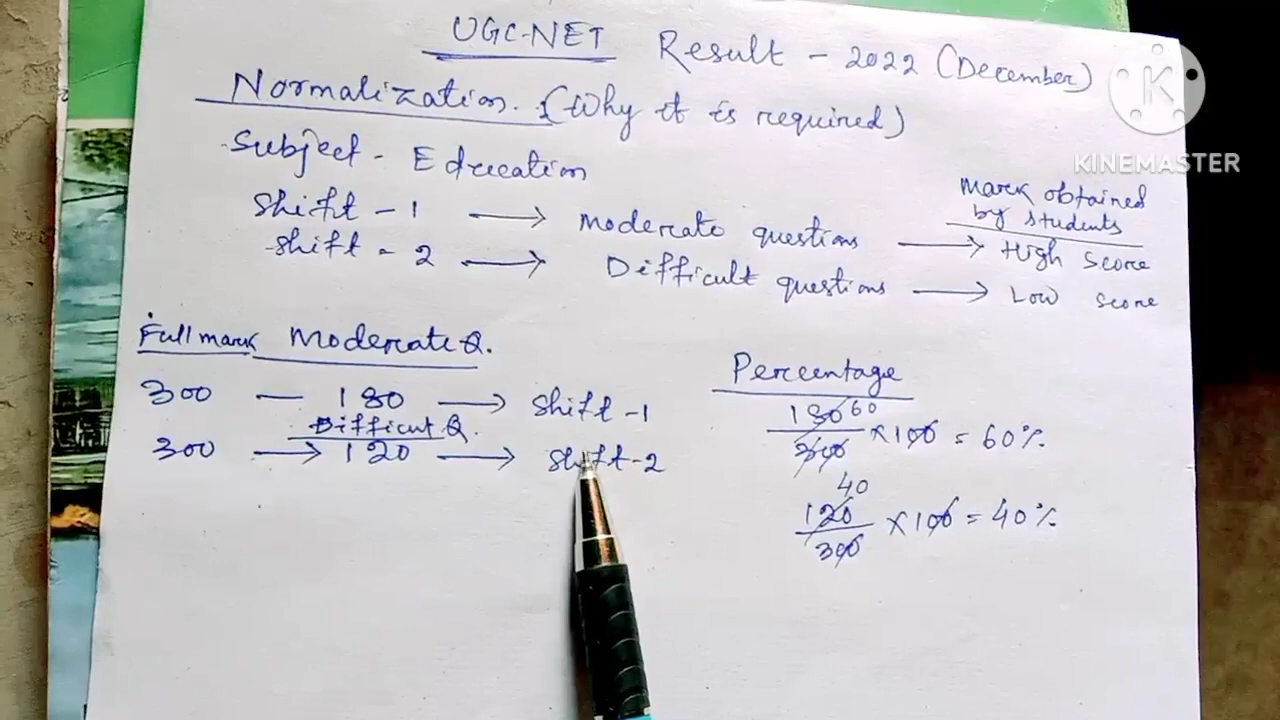 UGC-NET Result - 2022 (December)
Normalization. (Why it is required)
Subject - Education
Mark obtained
by students
Shift - 1 → Moderate questions → High Score
Shift - 2 → Difficult questions → Low Score
Full mark Moderate Q.
300 — 180 → Shift - 1
Difficut Q.
300 → 120 → Shift - 2
Percentage
180 60
300 × 100 = 60%
40
120
300 × 100 = 40%
K
KINEMASTER